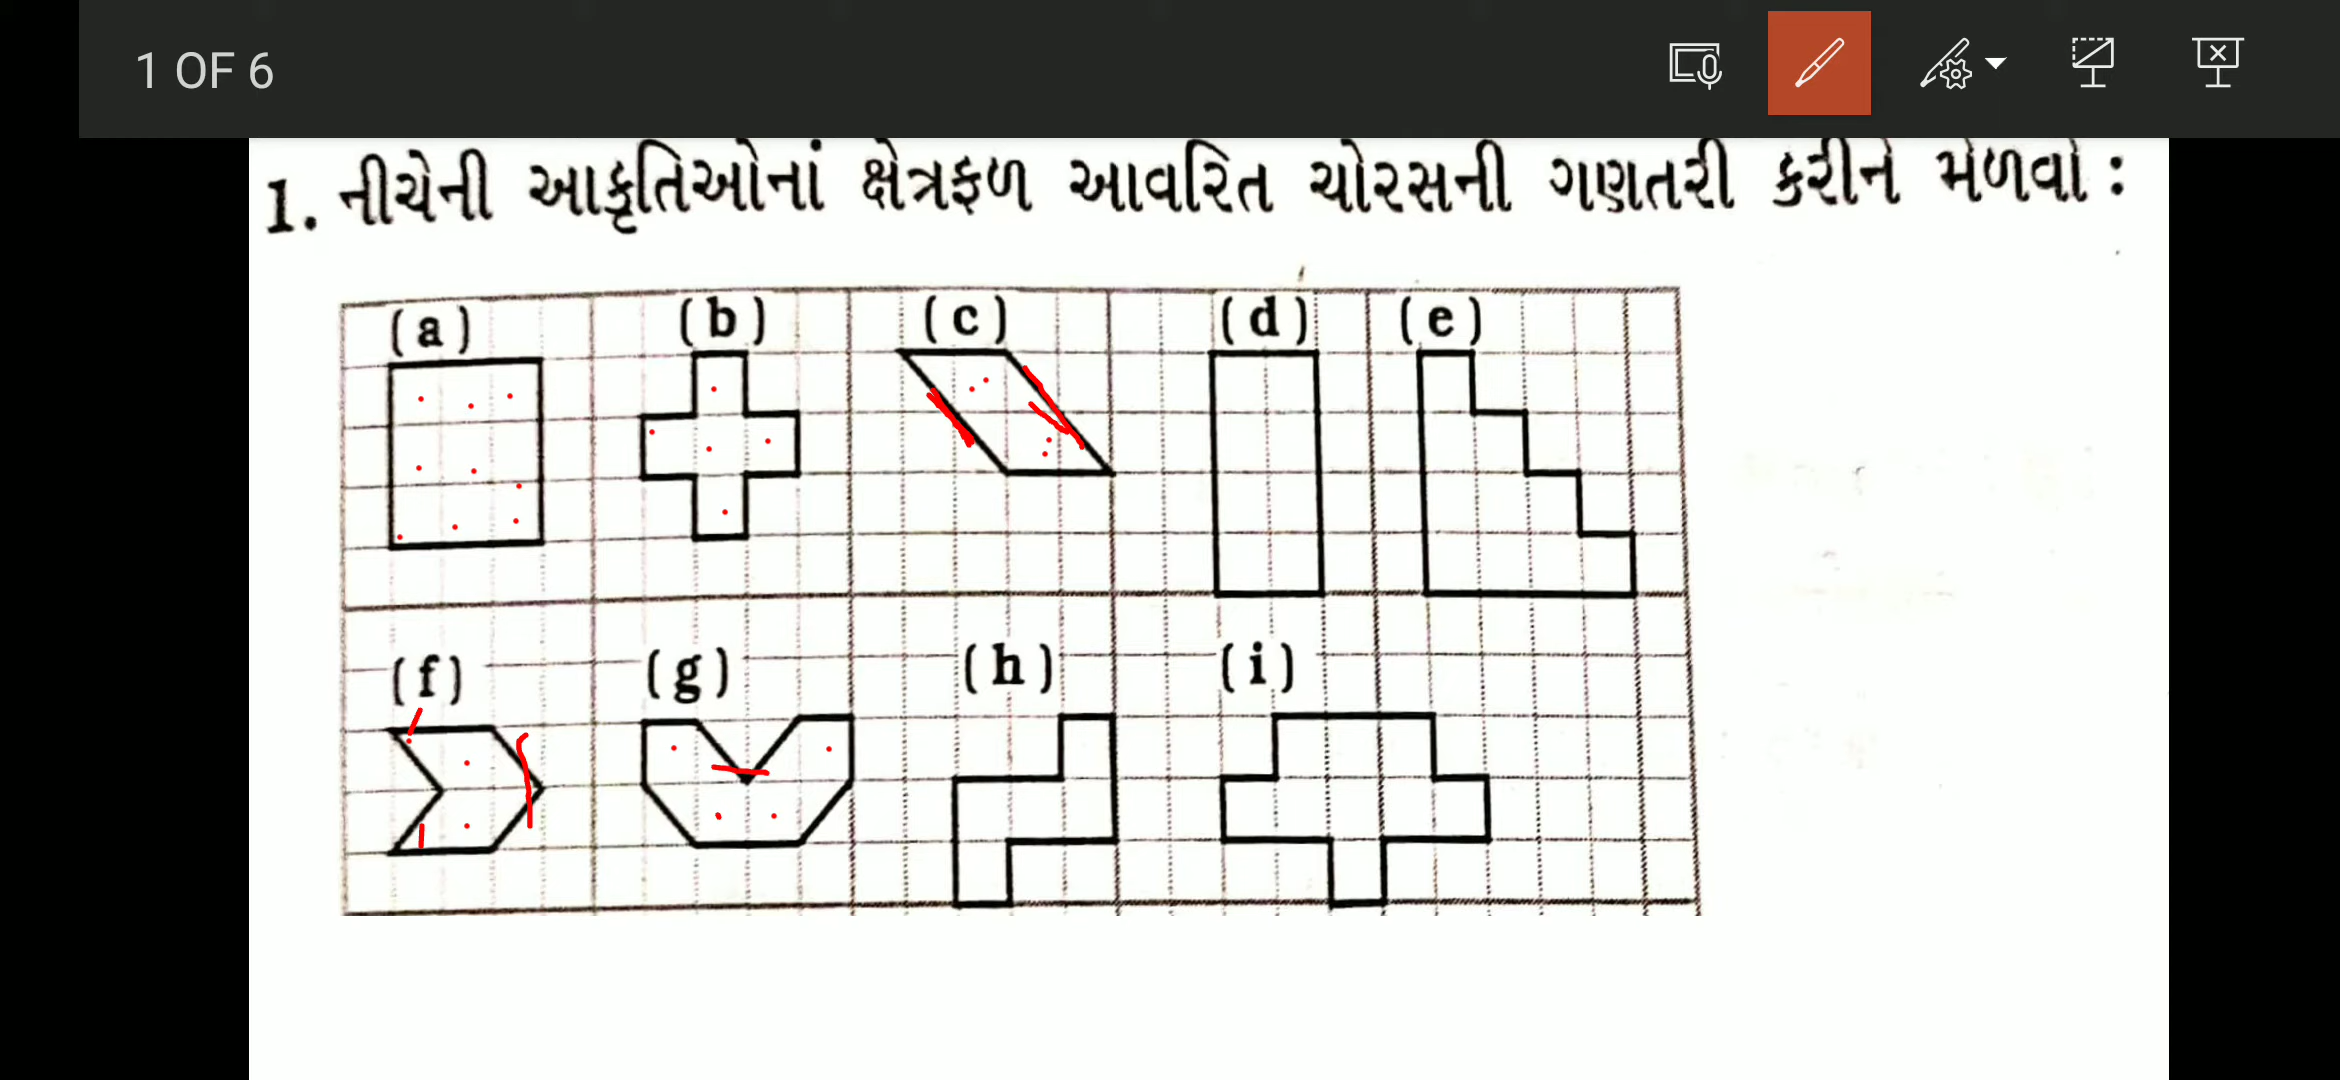 1 OF 6
1. નીચેની આકૃતિઓનાં ક્ષેત્રફળ આવરિત ચોરસની ગણતરી કરીને મેળવો :
(a) (b) (c) (d) (e)
(f) (g) (h) (i)